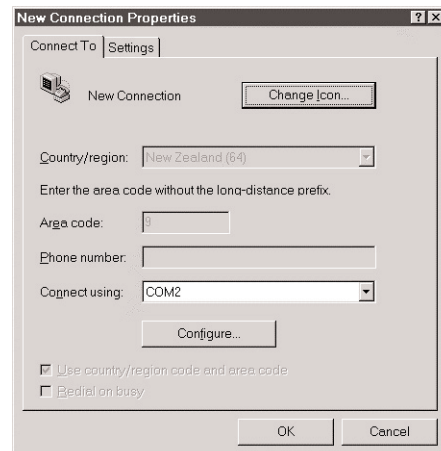 New Connection Properties
Connect To
Settings
New Connection
Change Icon...
Country/region:
New Zealand (64)
Enter the area code without the long-distance prefix.
Area code:
9
Phone number:
Connect using:
COM2
Configure...
Use country/region code and area code
Redial on busy
OK
Cancel